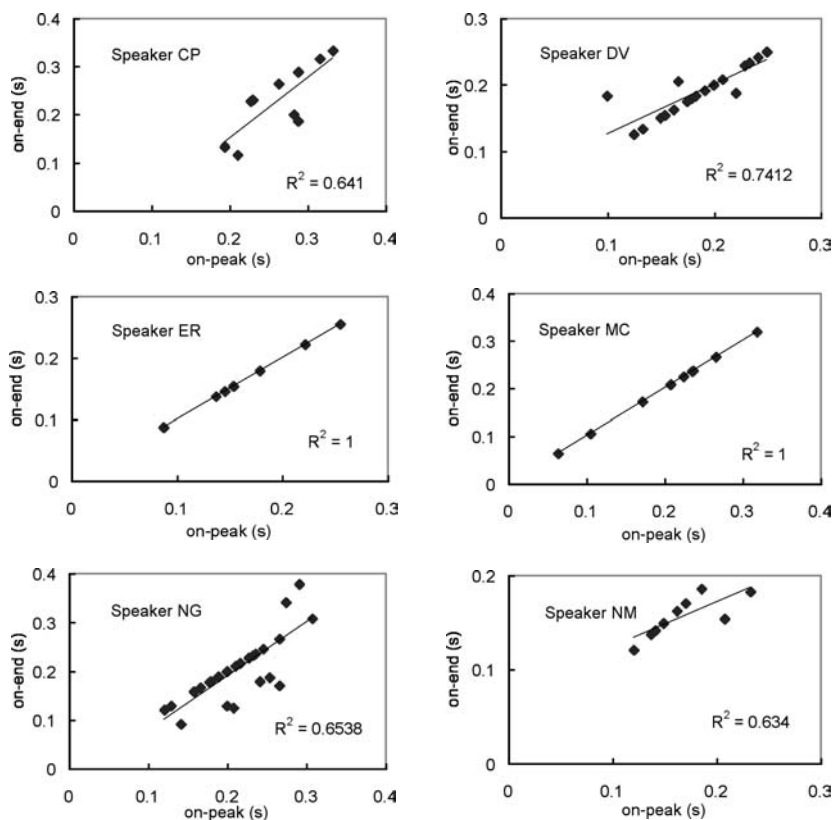 Speaker CP
on-end (s)
0.4
0.3
0.2
0.1
0
R² = 0.641
0 0.1 0.2 0.3 0.4
on-peak (s)
Speaker DV
on-end (s)
0.3
0.2
0.1
0
R² = 0.7412
0 0.1 0.2 0.3
on-peak (s)
Speaker ER
on-end (s)
0.3
0.2
0.1
0
R² = 1
0 0.1 0.2 0.3
on-peak (s)
Speaker MC
on-end (s)
0.4
0.3
0.2
0.1
0
R² = 1
0 0.1 0.2 0.3 0.4
on-peak (s)
Speaker NG
on-end (s)
0.4
0.3
0.2
0.1
0
R² = 0.6538
0 0.1 0.2 0.3 0.4
on-peak (s)
Speaker NM
on-end (s)
0.2
0.1
0
R² = 0.634
0 0.1 0.2 0.3
on-peak (s)